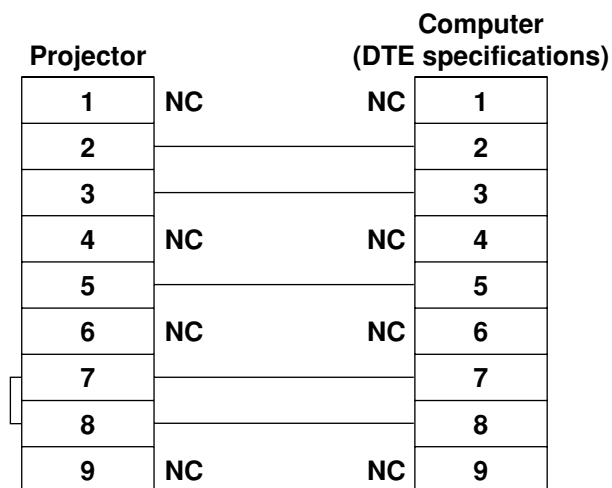 Computer
Projector (DTE specifications)
1 NC NC 1
2 2
3 3
4 NC NC 4
5 5
6 NC NC 6
7 7
8 8
9 NC NC 9